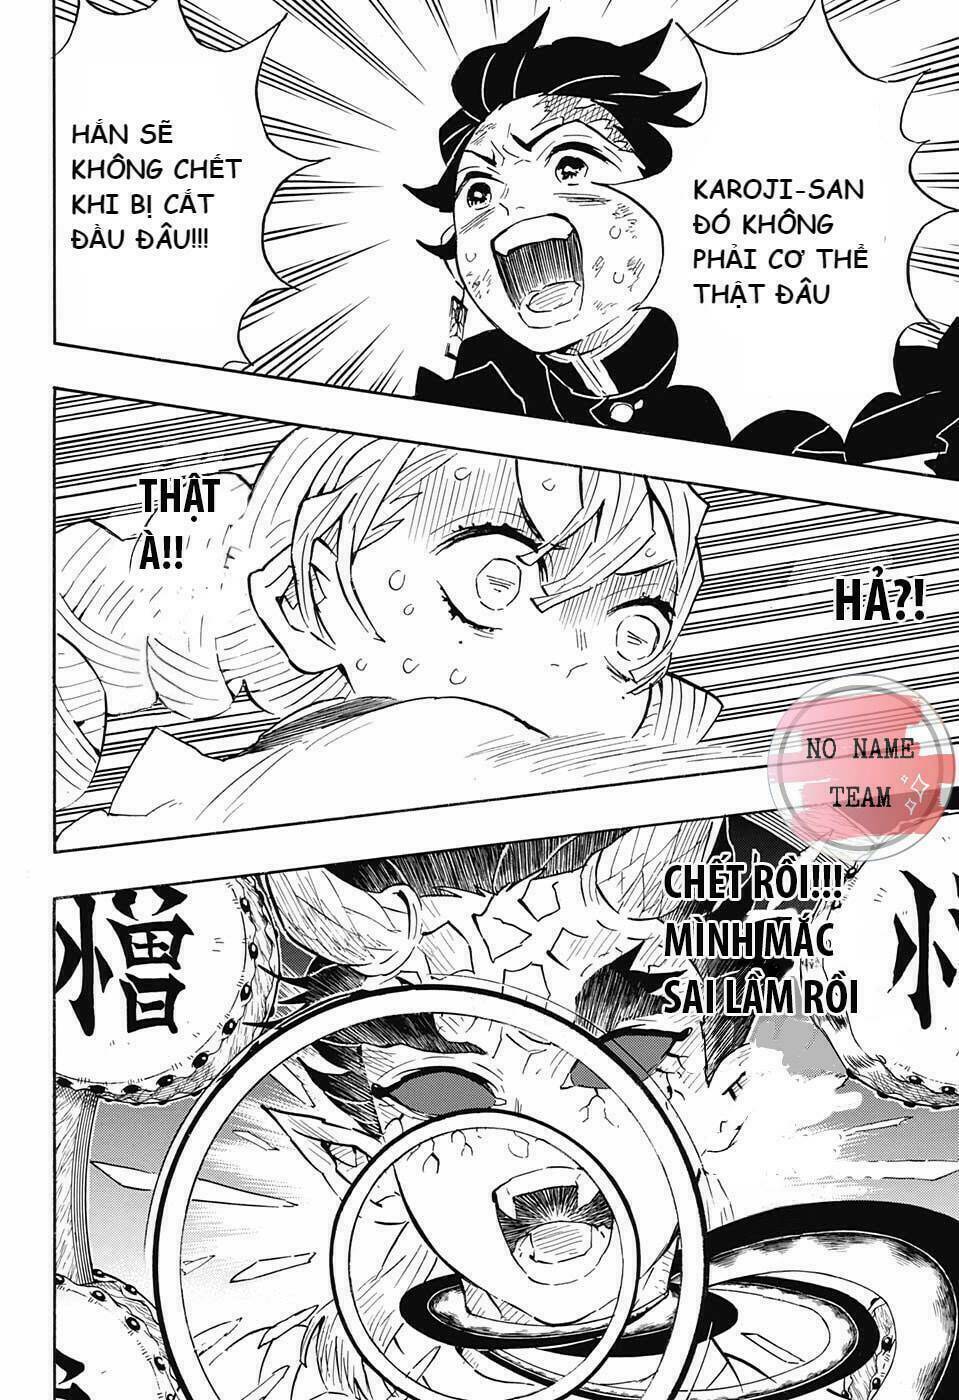 KAROJI-SAN
ĐÓ KHÔNG
PHẢI CƠ THỂ
THẬT ĐÂU
HẮN SẼ
KHÔNG CHẾT
KHI BỊ CẮT
ĐẦU ĐÂU!!!
HẢ?!
THẬT
À!!
NO NAME
TEAM
CHẾT RỒI!!!
MÌNH MẮC
SAI LẦM RỒI
憎